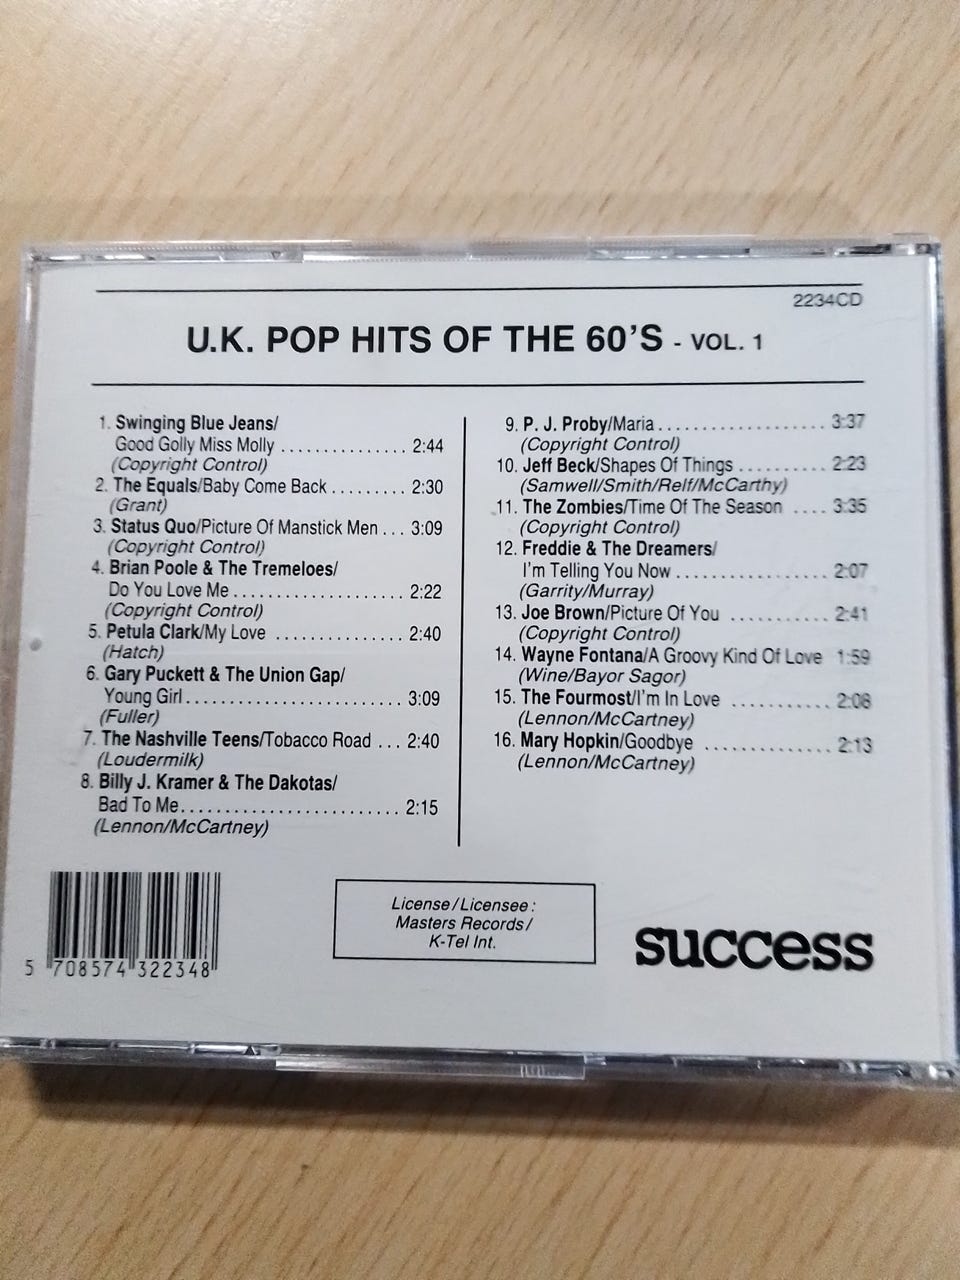 2234CD
U.K. POP HITS OF THE 60'S - VOL. 1
1. Swinging Blue Jeans/
Good Golly Miss Molly ............... 2:44
(Copyright Control)
2. The Equals/Baby Come Back ......... 2:30
(Grant)
3. Status Quo/Picture Of Manstick Men ... 3:09
(Copyright Control)
4. Brian Poole & The Tremeloes/
Do You Love Me ..................... 2:22
(Copyright Control)
5. Petula Clark/My Love ................ 2:40
(Hatch)
6. Gary Puckett & The Union Gap/
Young Girl ........................... 3:09
(Fuller)
7. The Nashville Teens/Tobacco Road ... 2:40
(Loudermilk)
8. Billy J. Kramer & The Dakotas/
Bad To Me ........................... 2:15
(Lennon/McCartney)
9. P. J. Proby/Maria .................... 3:37
(Copyright Control)
10. Jeff Beck/Shapes Of Things .......... 2:23
(Samwell/Smith/Relf/McCarthy)
11. The Zombies/Time Of The Season .... 3:35
(Copyright Control)
12. Freddie & The Dreamers/
I'm Telling You Now .................. 2:07
(Garrity/Murray)
13. Joe Brown/Picture Of You ............ 2:41
(Copyright Control)
14. Wayne Fontana/A Groovy Kind Of Love 1:59
(Wine/Bayor Sagor)
15. The Fourmost/I'm In Love ............ 2:08
(Lennon/McCartney)
16. Mary Hopkin/Goodbye ............... 2:13
(Lennon/McCartney)
5 708574 322348
License/Licensee:
Masters Records/
K-Tel Int.
success